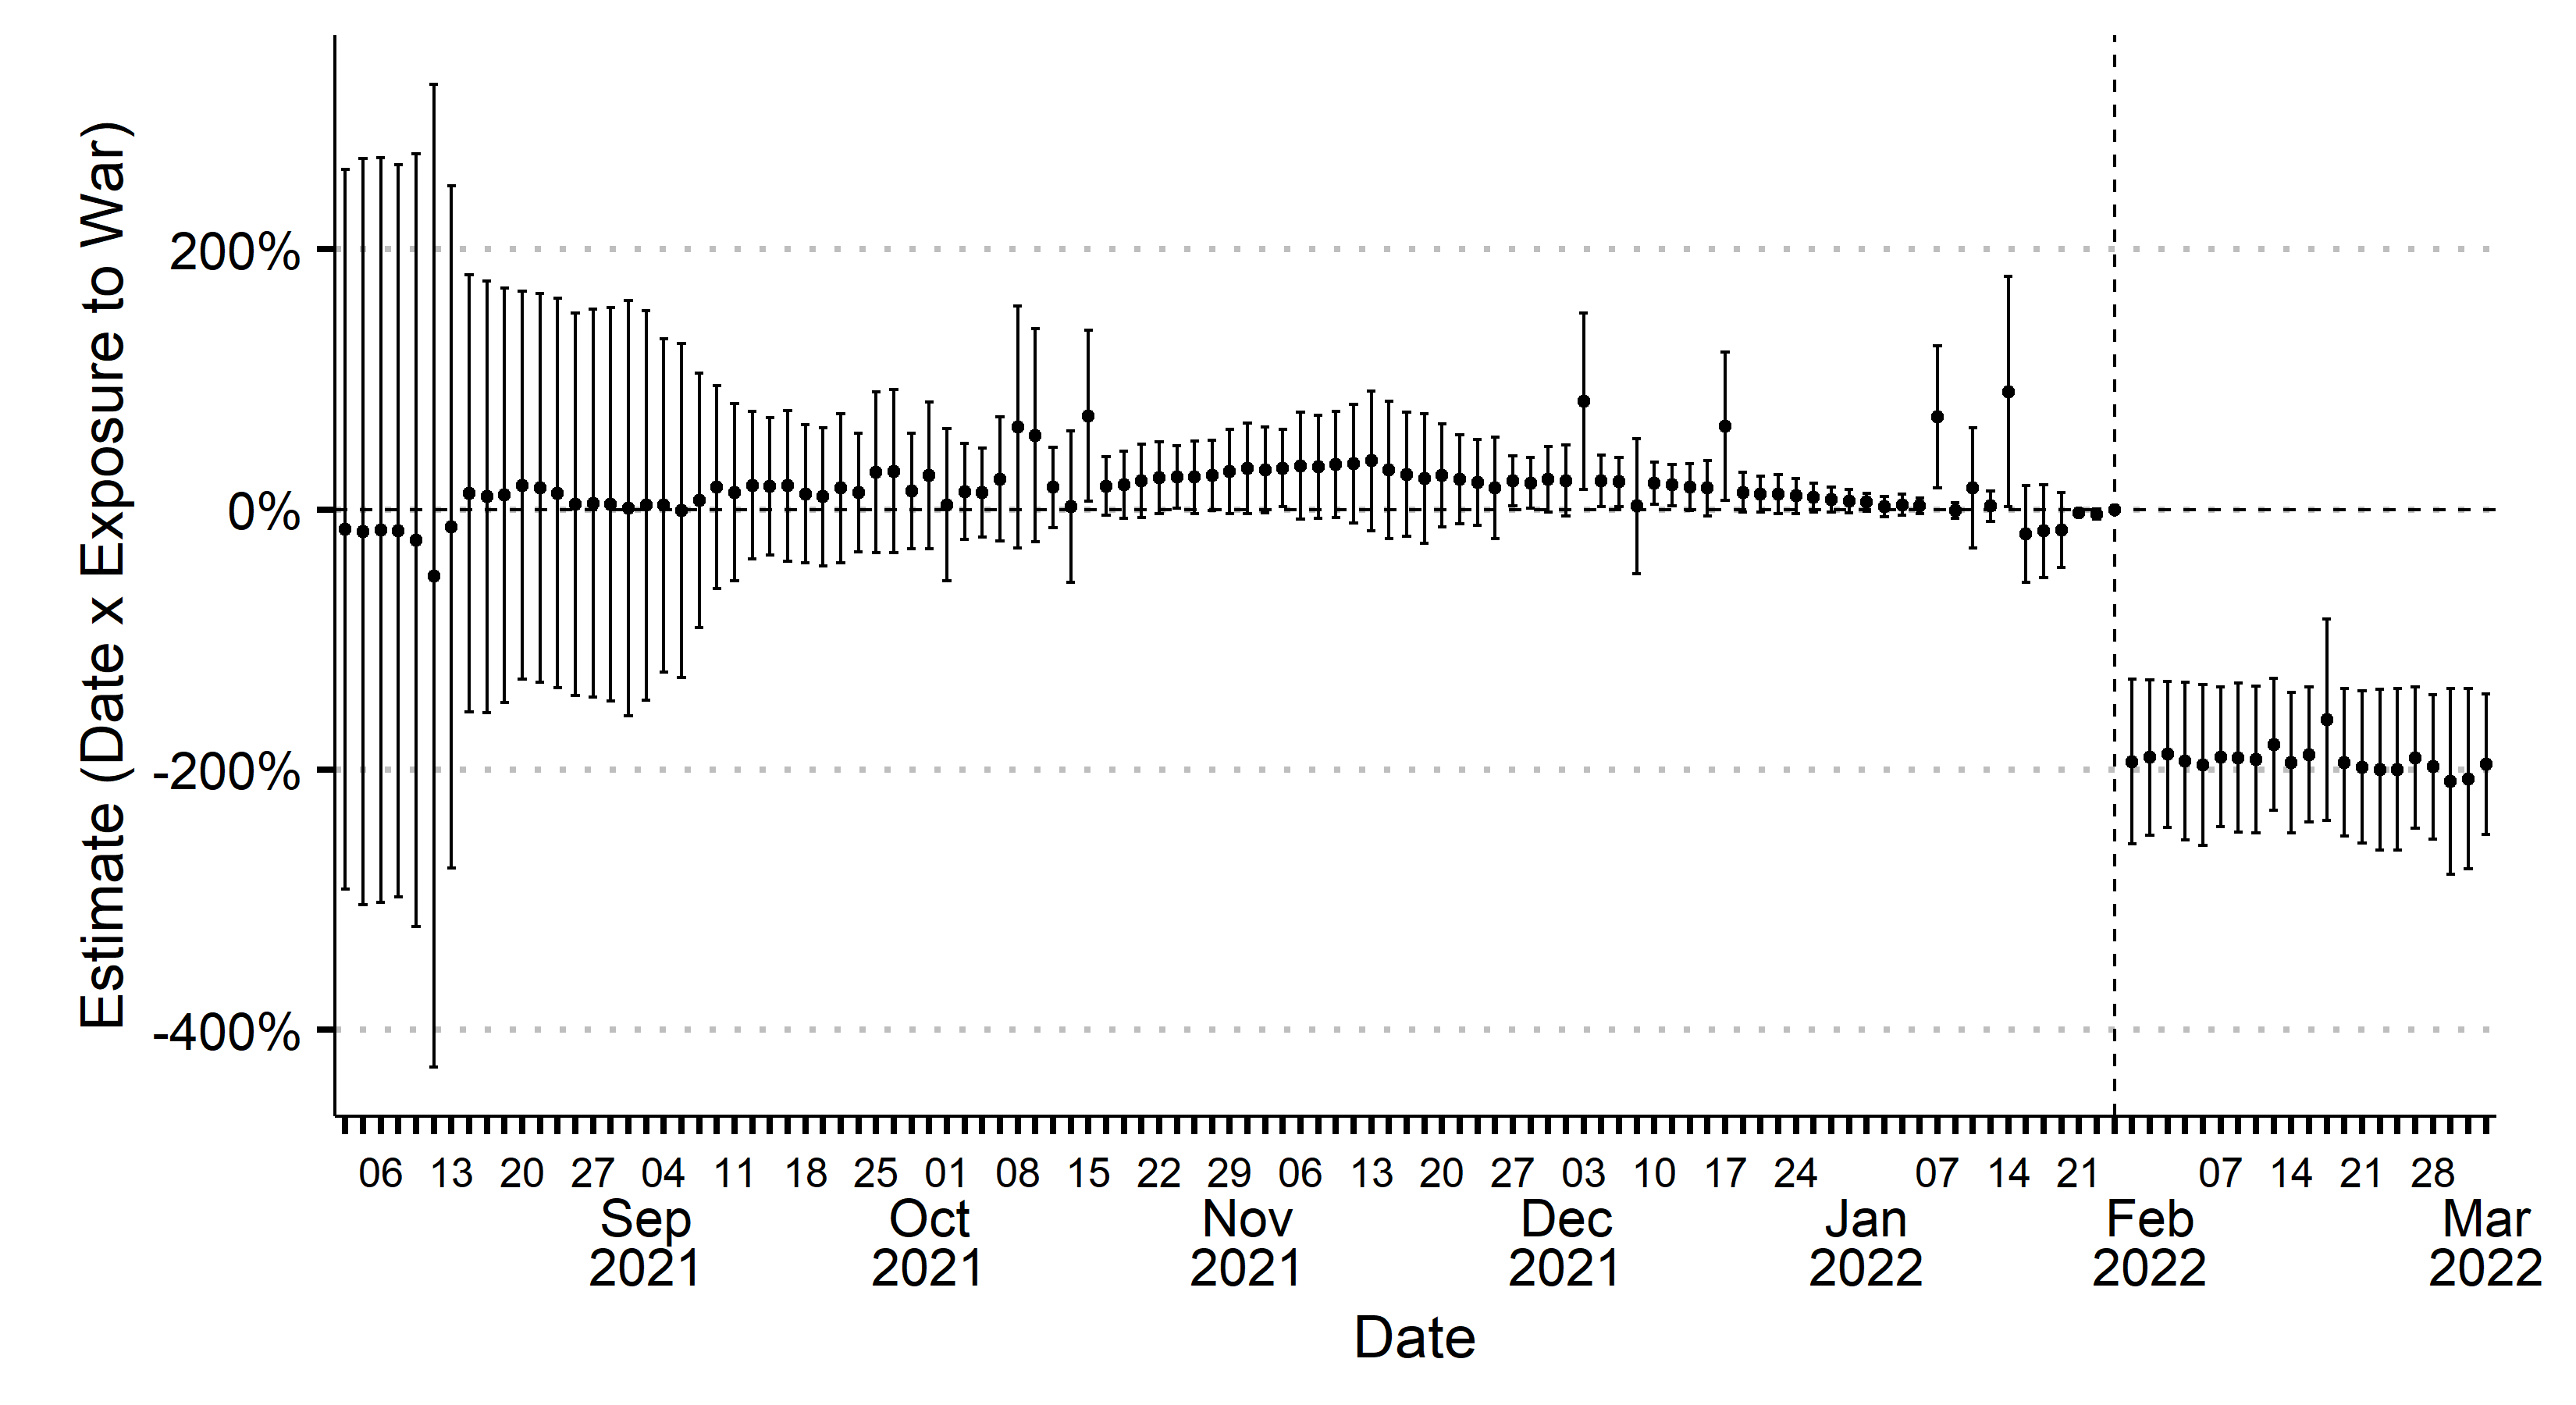 Estimate (Date x Exposure to War)
200%
0%
-200%
-400%
06 13 20 27 04 11 18 25 01 08 15 22 29 06 13 20 27 03 10 17 24 07 14 21 07 14 21 28
Sep Oct Nov Dec Jan Feb Mar
2021 2021 2021 2021 2022 2022 2022
Date